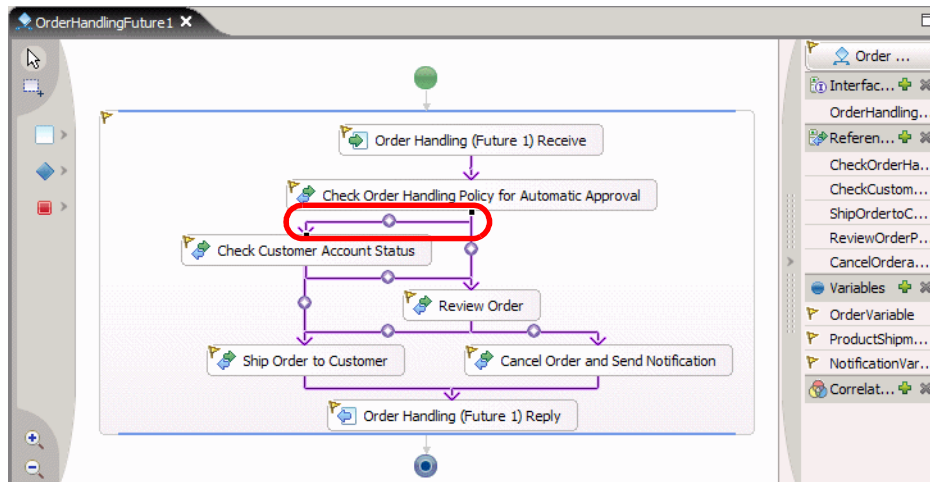 OrderHandlingFuture1
Order Handling (Future 1) Receive
Check Order Handling Policy for Automatic Approval
Check Customer Account Status
Review Order
Ship Order to Customer
Cancel Order and Send Notification
Order Handling (Future 1) Reply
Order ...
Interfac...
OrderHandling..
Referen...
CheckOrderHa..
CheckCustom...
ShipOrdertoC...
ReviewOrderP...
CancelOrdera...
Variables
OrderVariable
ProductShipm...
NotificationVar..
Correlat...